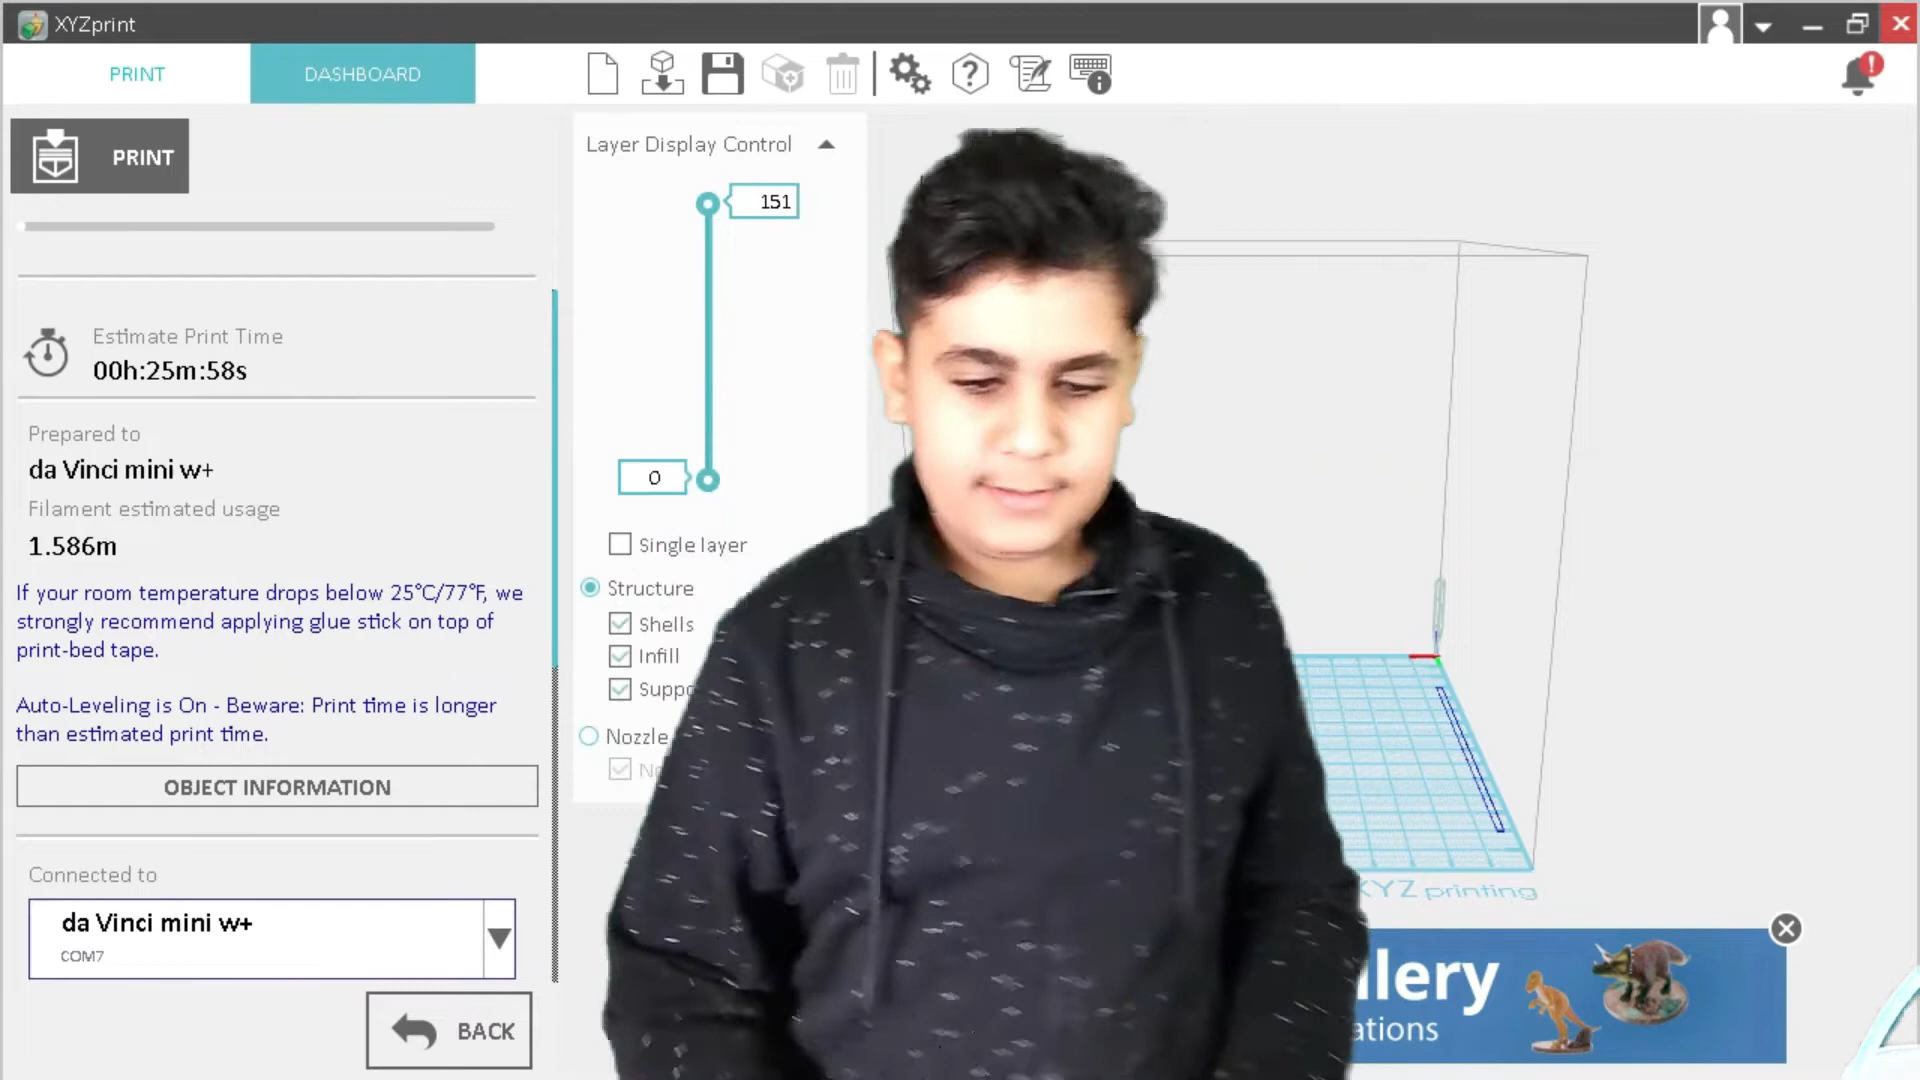 XYZprint
PRINT
DASHBOARD
PRINT
Layer Display Control
151
Estimate Print Time
00h:25m:58s
Prepared to
da Vinci mini w+
Filament estimated usage
1.586m
0
Single layer
Structure
Shells
Infill
Suppo
Nozzle
If your room temperature drops below 25°C/77°F, we
strongly recommend applying glue stick on top of
print-bed tape.
Auto-Leveling is On - Beware: Print time is longer
than estimated print time.
OBJECT INFORMATION
Connected to
da Vinci mini w+
COM7
BACK
XYZ printing
llery
ations